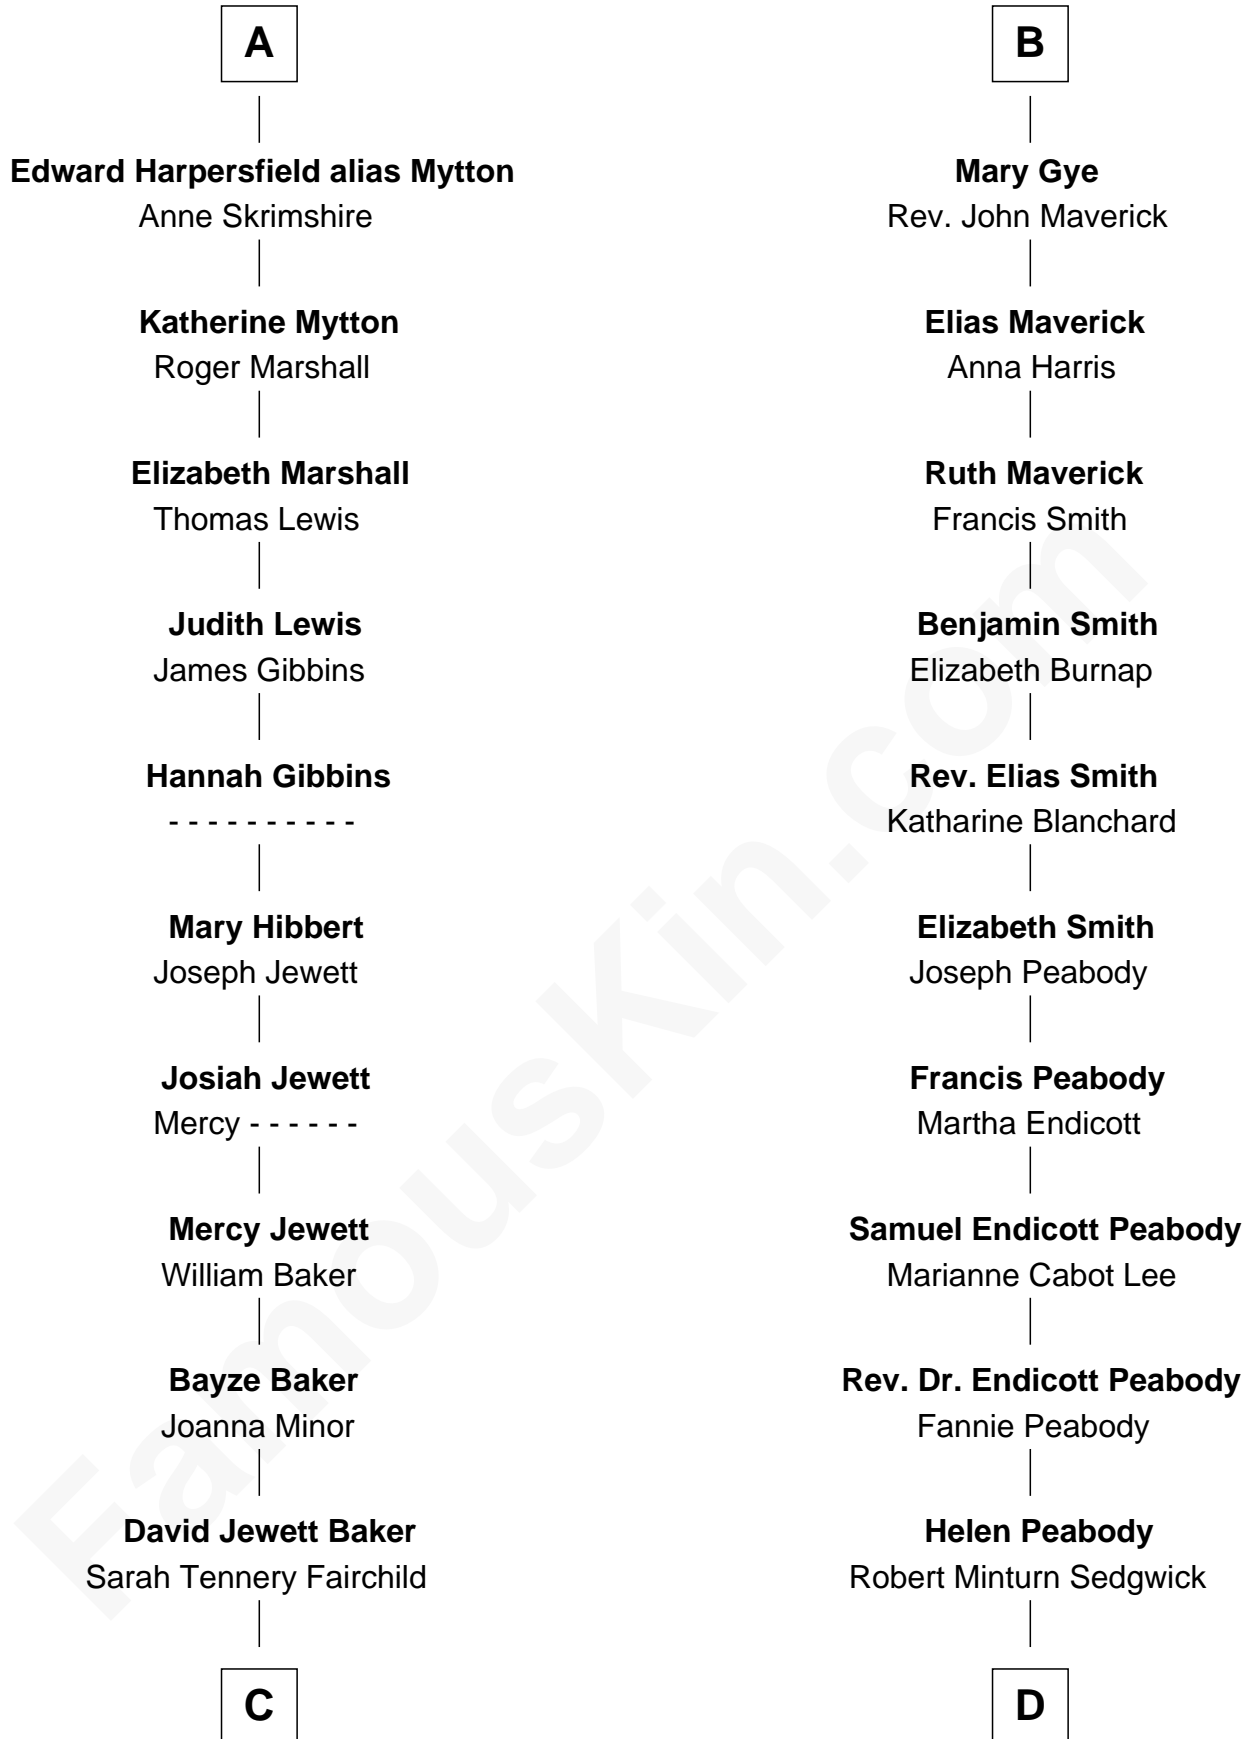 A
Edward Harpersfield alias Mytton
Anne Skrimshire
Katherine Mytton
Roger Marshall
Elizabeth Marshall
Thomas Lewis
Judith Lewis
James Gibbins
Hannah Gibbins
- - - - - - - - - -
Mary Hibbert
Joseph Jewett
Josiah Jewett
Mercy - - - - - -
Mercy Jewett
William Baker
Bayze Baker
Joanna Minor
David Jewett Baker
Sarah Tennery Fairchild
C
B
Mary Gye
Rev. John Maverick
Elias Maverick
Anna Harris
Ruth Maverick
Francis Smith
Benjamin Smith
Elizabeth Burnap
Rev. Elias Smith
Katharine Blanchard
Elizabeth Smith
Joseph Peabody
Francis Peabody
Martha Endicott
Samuel Endicott Peabody
Marianne Cabot Lee
Rev. Dr. Endicott Peabody
Fannie Peabody
Helen Peabody
Robert Minturn Sedgwick
D
FamousKin.com